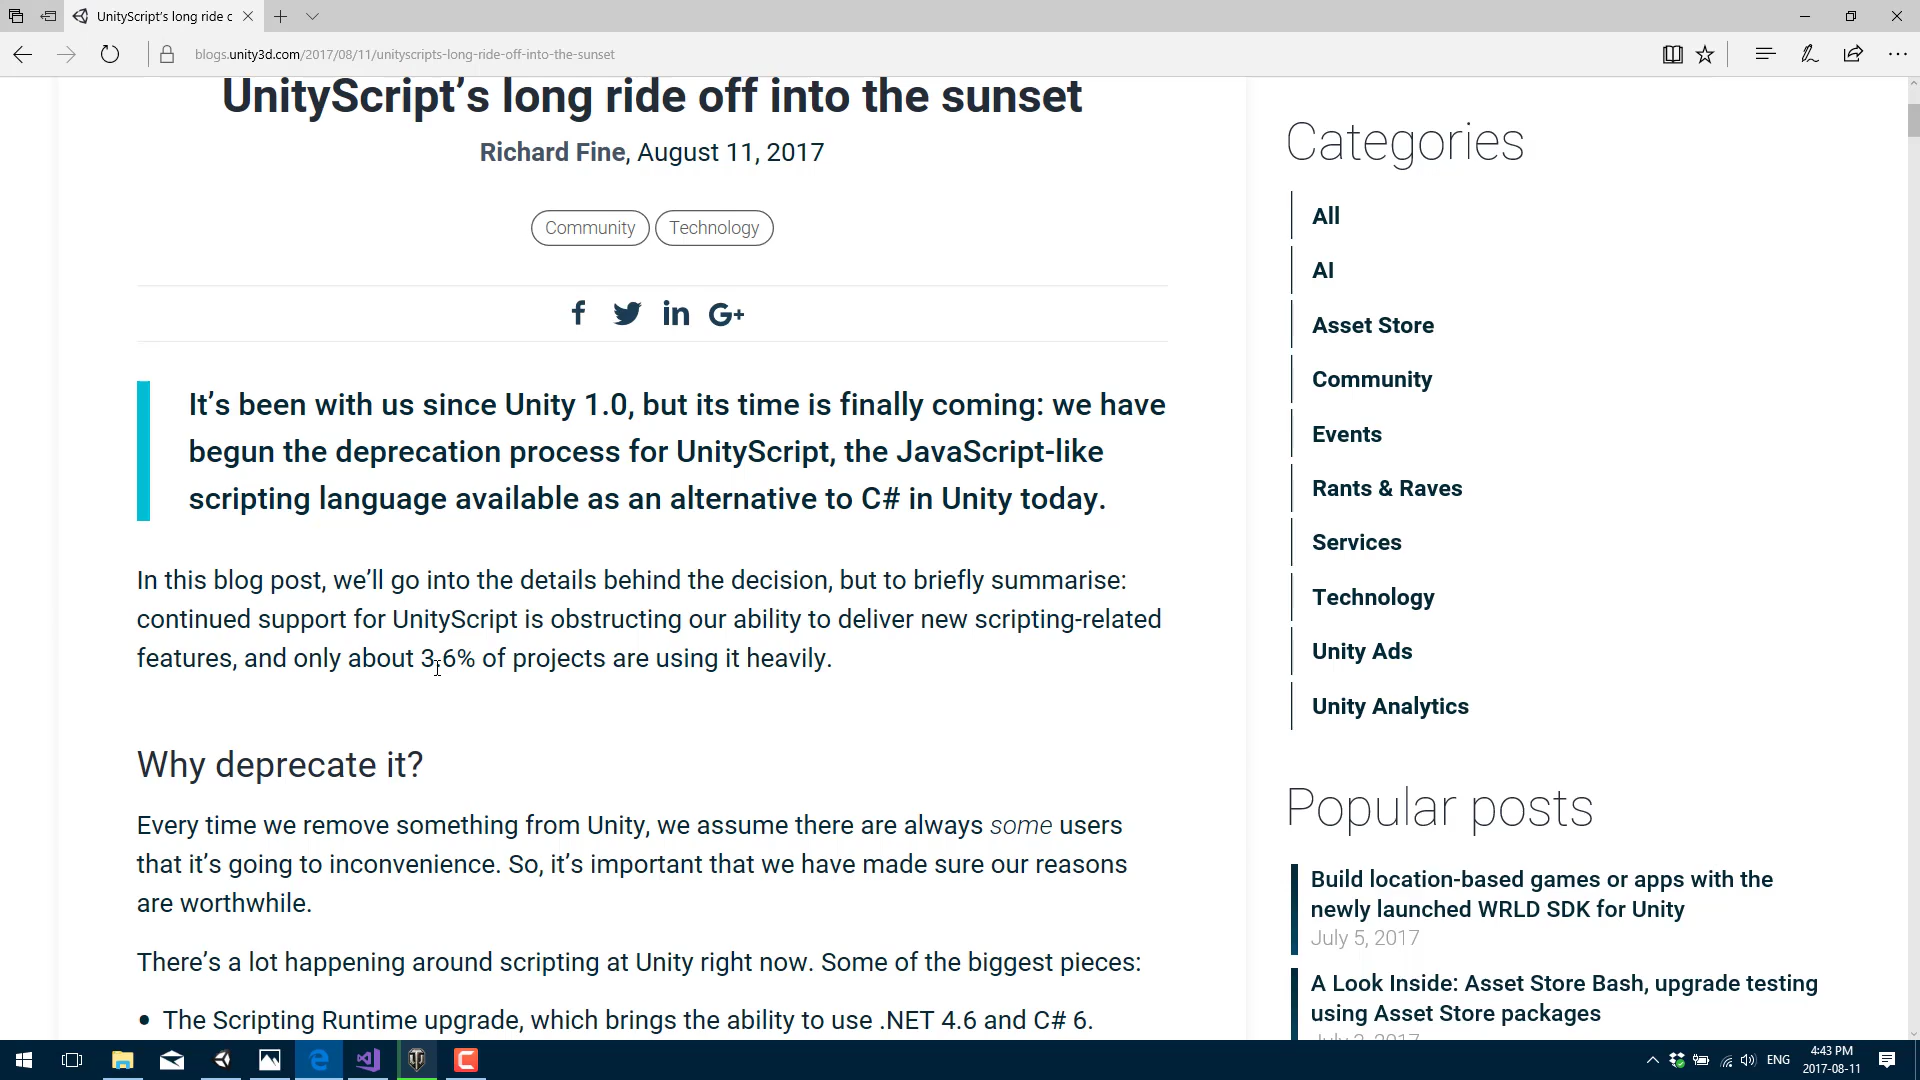 UnityScript's long ride c
blogs.unity3d.com/2017/08/11/unityscripts-long-ride-off-into-the-sunset
UnityScript’s long ride off into the sunset
Richard Fine, August 11, 2017
Community Technology
f in G+
It’s been with us since Unity 1.0, but its time is finally coming: we have
begun the deprecation process for UnityScript, the JavaScript-like
scripting language available as an alternative to C# in Unity today.
In this blog post, we’ll go into the details behind the decision, but to briefly summarise:
continued support for UnityScript is obstructing our ability to deliver new scripting-related
features, and only about 3.6% of projects are using it heavily.
Why deprecate it?
Every time we remove something from Unity, we assume there are always some users
that it’s going to inconvenience. So, it’s important that we have made sure our reasons
are worthwhile.
There’s a lot happening around scripting at Unity right now. Some of the biggest pieces:
• The Scripting Runtime upgrade, which brings the ability to use .NET 4.6 and C# 6.
Categories
All
AI
Asset Store
Community
Events
Rants & Raves
Services
Technology
Unity Ads
Unity Analytics
Popular posts
Build location-based games or apps with the
newly launched WRLD SDK for Unity
July 5, 2017
A Look Inside: Asset Store Bash, upgrade testing
using Asset Store packages
ENG
4:43 PM
2017-08-11